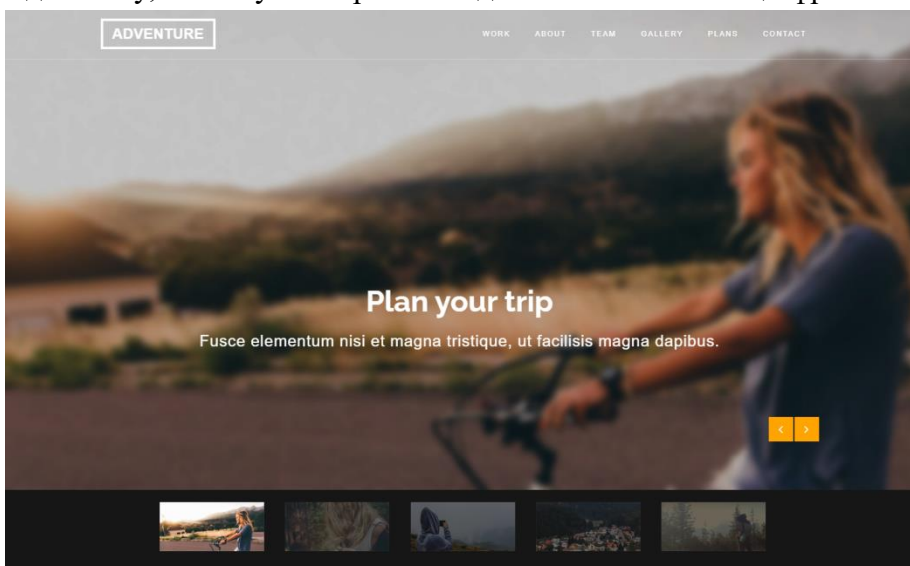 ADVENTURE
WORK ABOUT TEAM GALLERY PLANS CONTACT
Plan your trip
Fusce elementum nisi et magna tristique, ut facilisis magna dapibus.